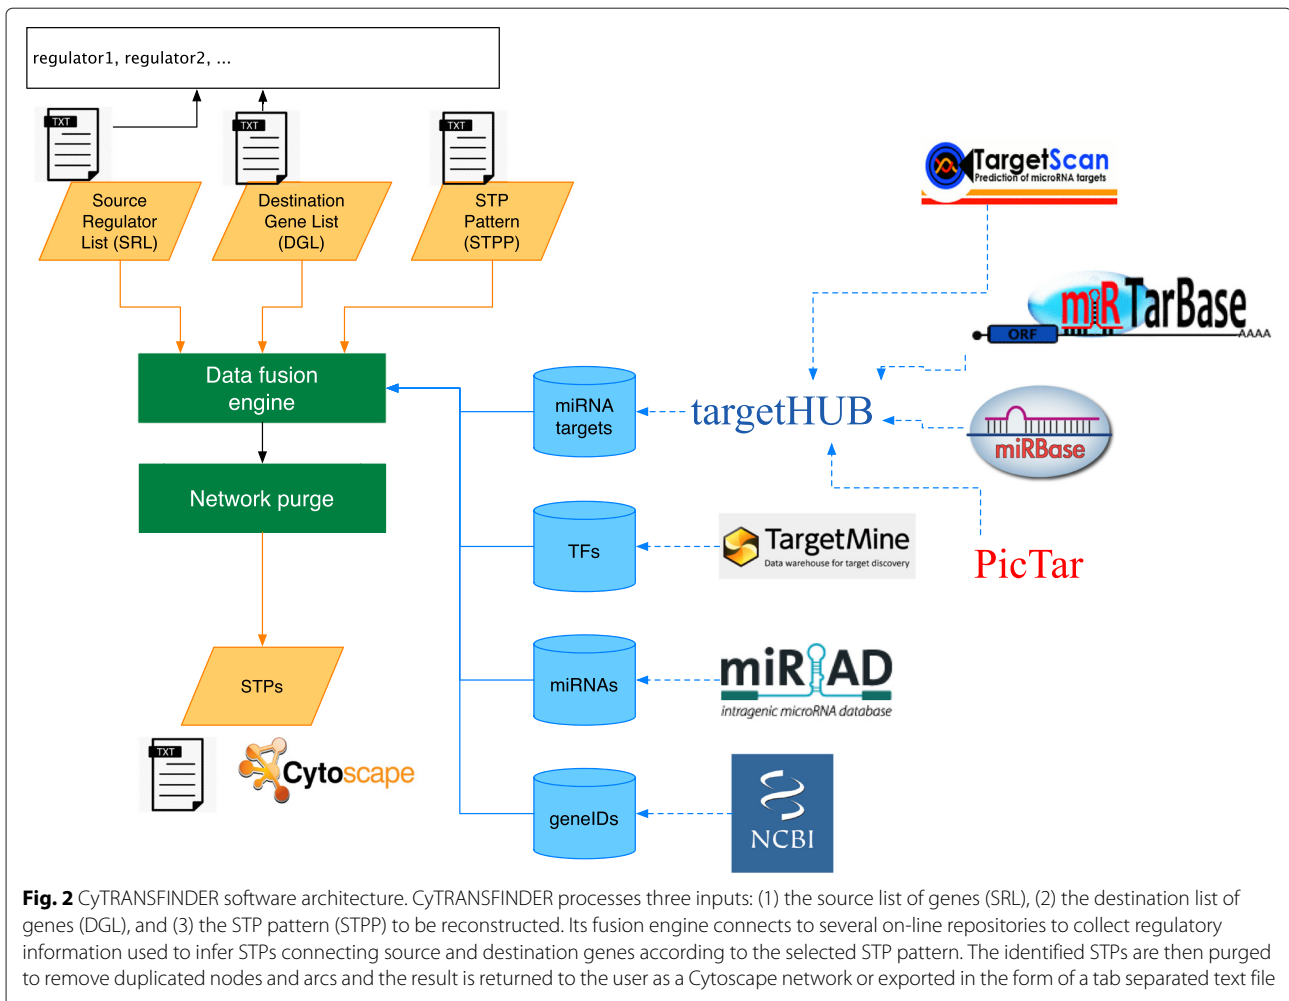 regulator1, regulator2, ...
TXT
TXT
TXT
Source
Regulator
List (SRL)
Destination
Gene List
(DGL)
STP
Pattern
(STPP)
TargetScan
Prediction of microRNA targets
miRTarBase
ORF
AAAA
Data fusion
engine
miRNA
targets
targetHUB
miRBase
Network purge
TFs
TargetMine
Data warehouse for target discovery
PicTar
STPs
miRNAs
miRIAD
intragenic microRNA database
TXT
Cytoscape
geneIDs
NCBI
Fig. 2 CyTRANSFINDER software architecture. CyTRANSFINDER processes three inputs: (1) the source list of genes (SRL), (2) the destination list of
genes (DGL), and (3) the STP pattern (STPP) to be reconstructed. Its fusion engine connects to several on-line repositories to collect regulatory
information used to infer STPs connecting source and destination genes according to the selected STP pattern. The identified STPs are then purged
to remove duplicated nodes and arcs and the result is returned to the user as a Cytoscape network or exported in the form of a tab separated text file